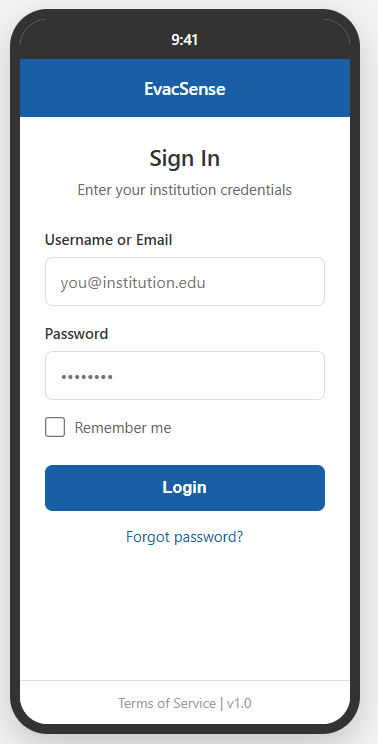 9:41
EvacSense
Sign In
Enter your institution credentials
Username or Email
you@institution.edu
Password
••••••••
Remember me
Login
Forgot password?
Terms of Service | v1.0